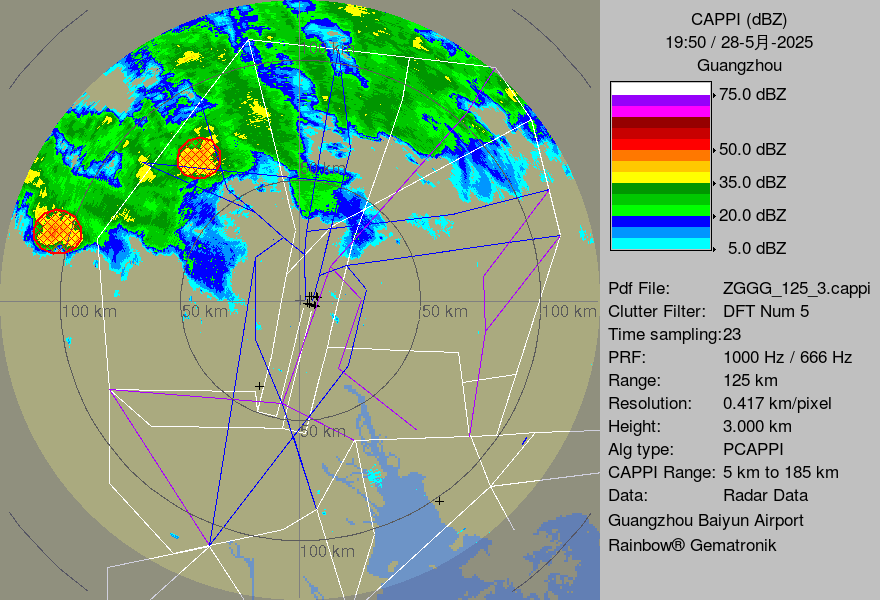 CAPPI (dBZ)
19:50 / 28-5月-2025
Guangzhou
75.0 dBZ
50.0 dBZ
35.0 dBZ
20.0 dBZ
5.0 dBZ
Pdf File: ZGGG_125_3.cappi
Clutter Filter: DFT Num 5
Time sampling:23
PRF: 1000 Hz / 666 Hz
Range: 125 km
Resolution: 0.417 km/pixel
Height: 3.000 km
Alg type: PCAPPI
CAPPI Range: 5 km to 185 km
Data: Radar Data
Guangzhou Baiyun Airport
Rainbow® Gematronik
100 km
50 km
50 km
100 km
50 km
100 km